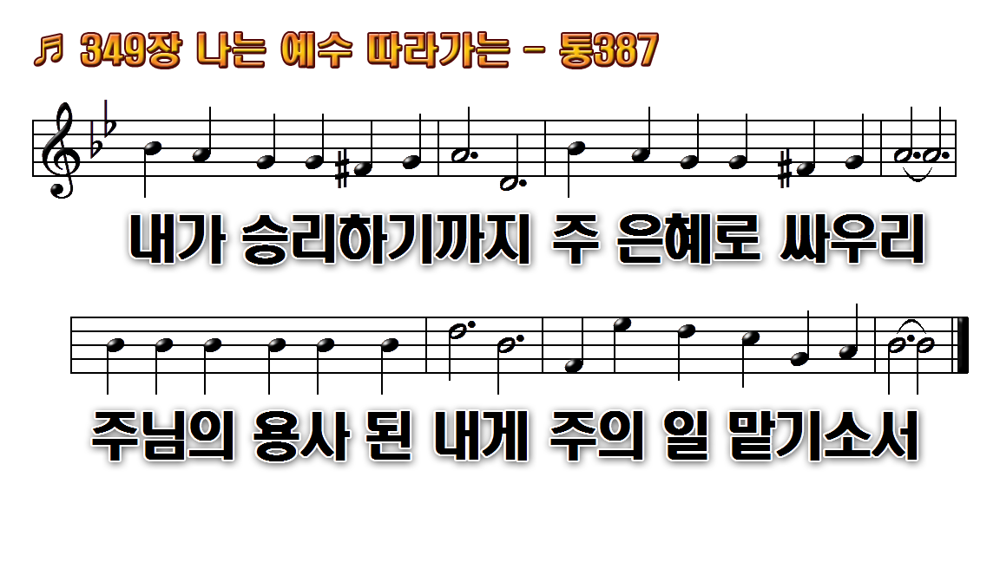 ♬ 349장 나는 예수 따라가는 - 통387
내가 승리하기까지 주 은혜로 싸우리
주님의 용사 된 내게 주의 일 맡기소서